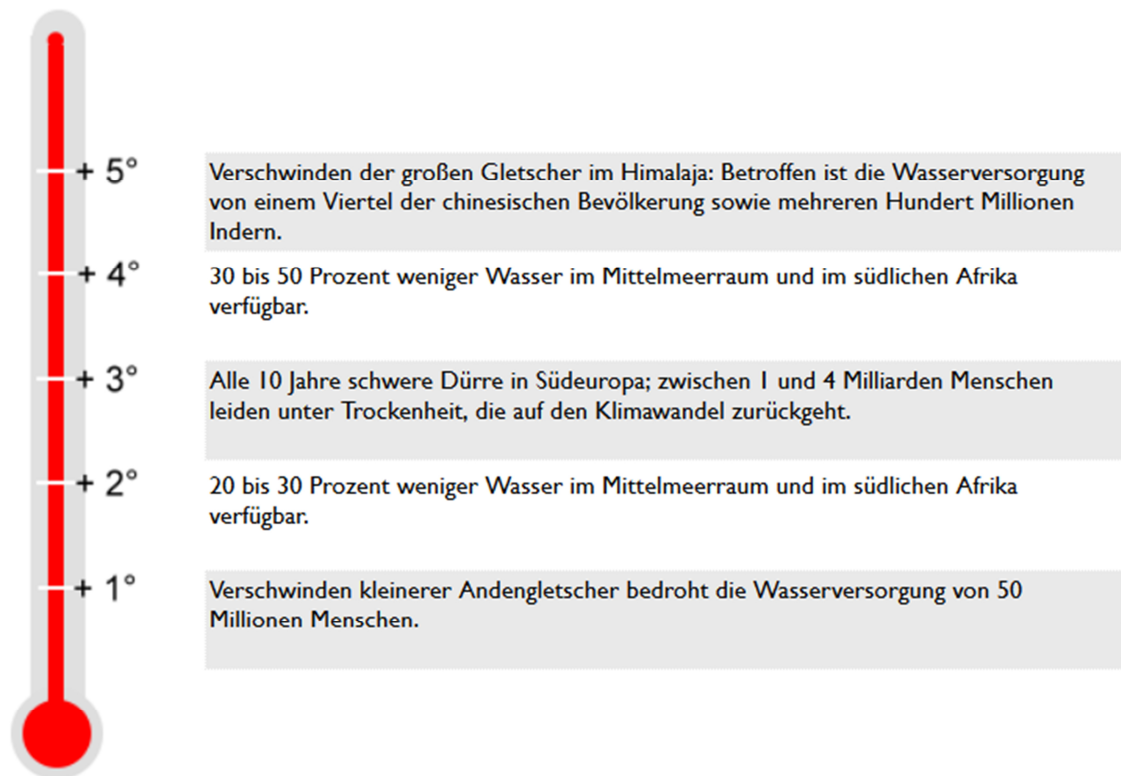 + 5°
Verschwinden der großen Gletscher im Himalaja: Betroffen ist die Wasserversorgung
von einem Viertel der chinesischen Bevölkerung sowie mehreren Hundert Millionen
Indern.
+ 4°
30 bis 50 Prozent weniger Wasser im Mittelmeerraum und im südlichen Afrika
verfügbar.
+ 3°
Alle 10 Jahre schwere Dürre in Südeuropa; zwischen 1 und 4 Milliarden Menschen
leiden unter Trockenheit, die auf den Klimawandel zurückgeht.
+ 2°
20 bis 30 Prozent weniger Wasser im Mittelmeerraum und im südlichen Afrika
verfügbar.
+ 1°
Verschwinden kleinerer Andengletscher bedroht die Wasserversorgung von 50
Millionen Menschen.